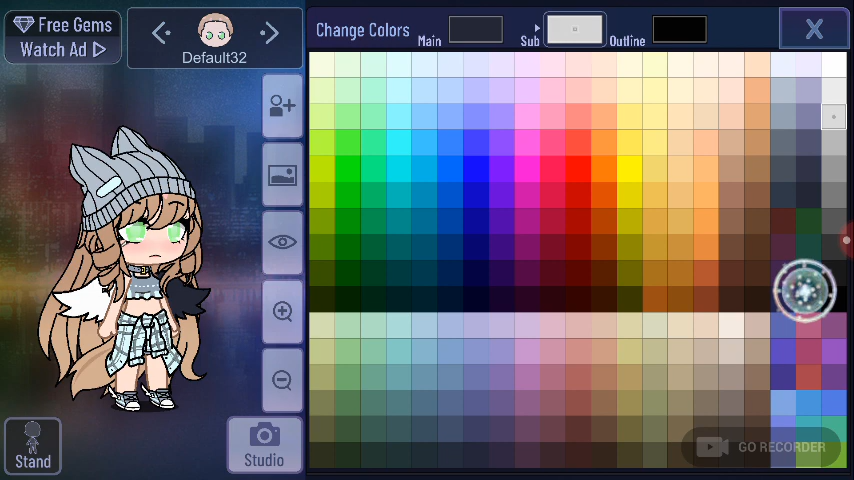 Free Gems
Watch Ad
Default32
Change Colors
Main
Sub
Outline
X
Stand
Studio
GO RECORDER